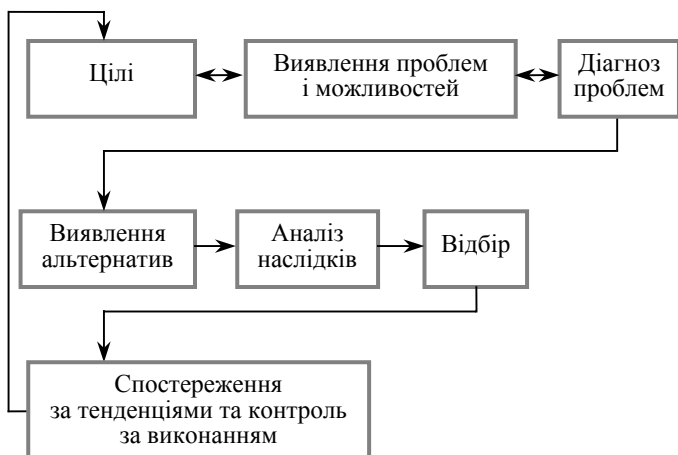 Цілі
Виявлення проблем
і можливостей
Діагноз
проблем
Виявлення
альтернатив
Аналіз
наслідків
Відбір
Спостереження
за тенденціями та контроль
за виконанням